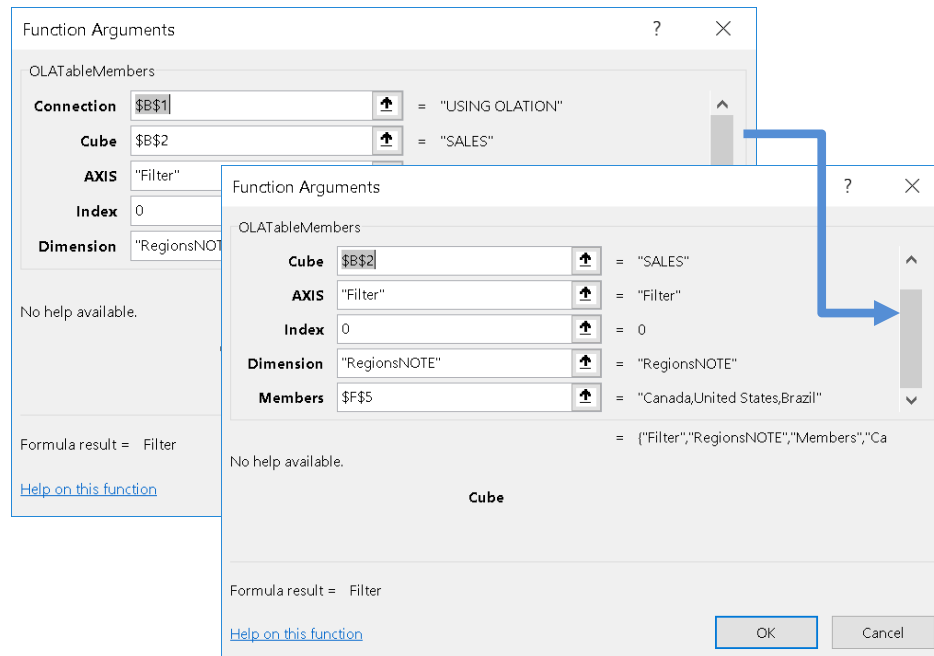 Function Arguments ?
OLATableMembers
Connection $B$1 = "USING OLATION"
Cube $B$2 = "SALES"
AXIS "Filter"
Index 0
Dimension "RegionsNOT
No help available.
Formula result = Filter
Help on this function
Function Arguments ?
OLATableMembers
Cube $B$2 = "SALES"
AXIS "Filter" = "Filter"
Index 0 = 0
Dimension "RegionsNOTE" = "RegionsNOTE"
Members $F$5 = "Canada,United States,Brazil"
= {"Filter","RegionsNOTE","Members","Ca
No help available.
Cube
Formula result = Filter
Help on this function OK Cancel